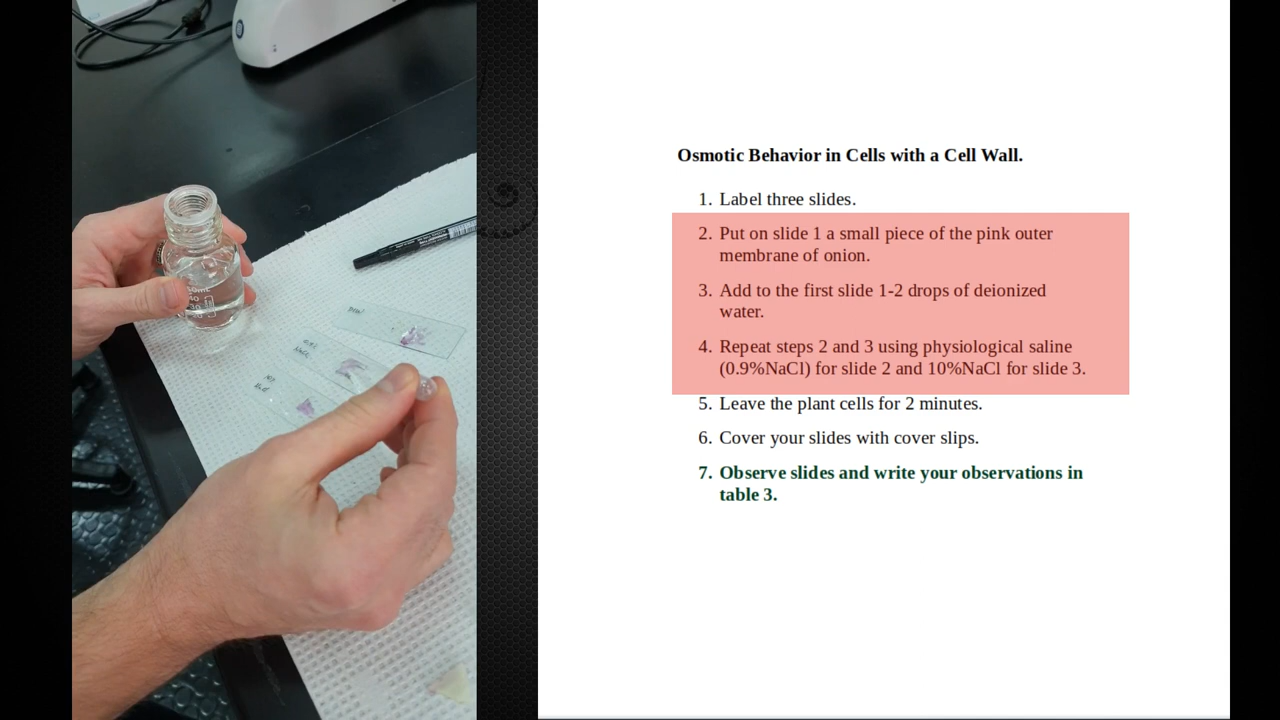 Osmotic Behavior in Cells with a Cell Wall.
1. Label three slides.
2. Put on slide 1 a small piece of the pink outer
membrane of onion.
3. Add to the first slide 1-2 drops of deionized
water.
4. Repeat steps 2 and 3 using physiological saline
(0.9%NaCl) for slide 2 and 10%NaCl for slide 3.
5. Leave the plant cells for 2 minutes.
6. Cover your slides with cover slips.
7. Observe slides and write your observations in
table 3.